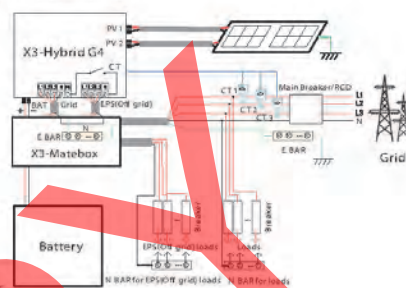 PV 1
PV 2
X3-Hybrid G4
CT
BAT Grid EPS(Off grid)
N
E BAR
X3-Matebox
Battery
CT1
CT2
CT3
Main Breaker/RCD
L1
L2
L3
N
E BAR
Grid
Breaker
Breaker
EPS(Off grid) loads
Loads
N BAR for EPS(Off grid) loads
N BAR for loads